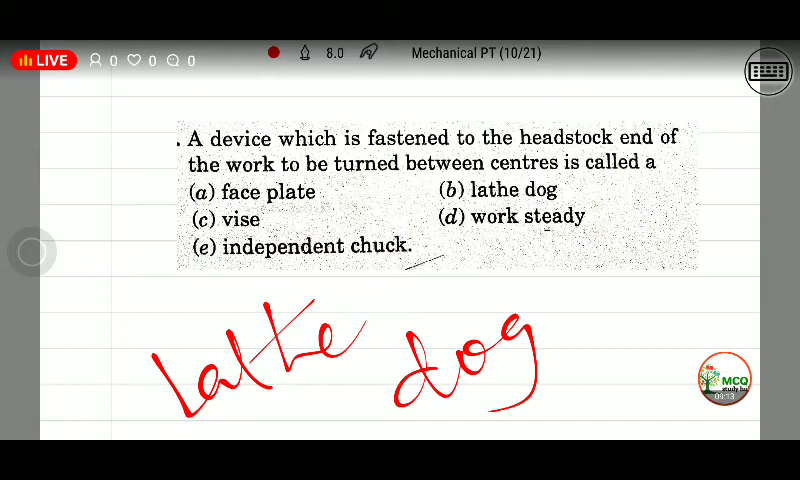 LIVE 0 0 0 8.0 Mechanical PT (10/21)
. A device which is fastened to the headstock end of
the work to be turned between centres is called a
(a) face plate (b) lathe dog
(c) vise (d) work steady
(e) independent chuck.
Lathe dog
MCQ
study hub
09:13